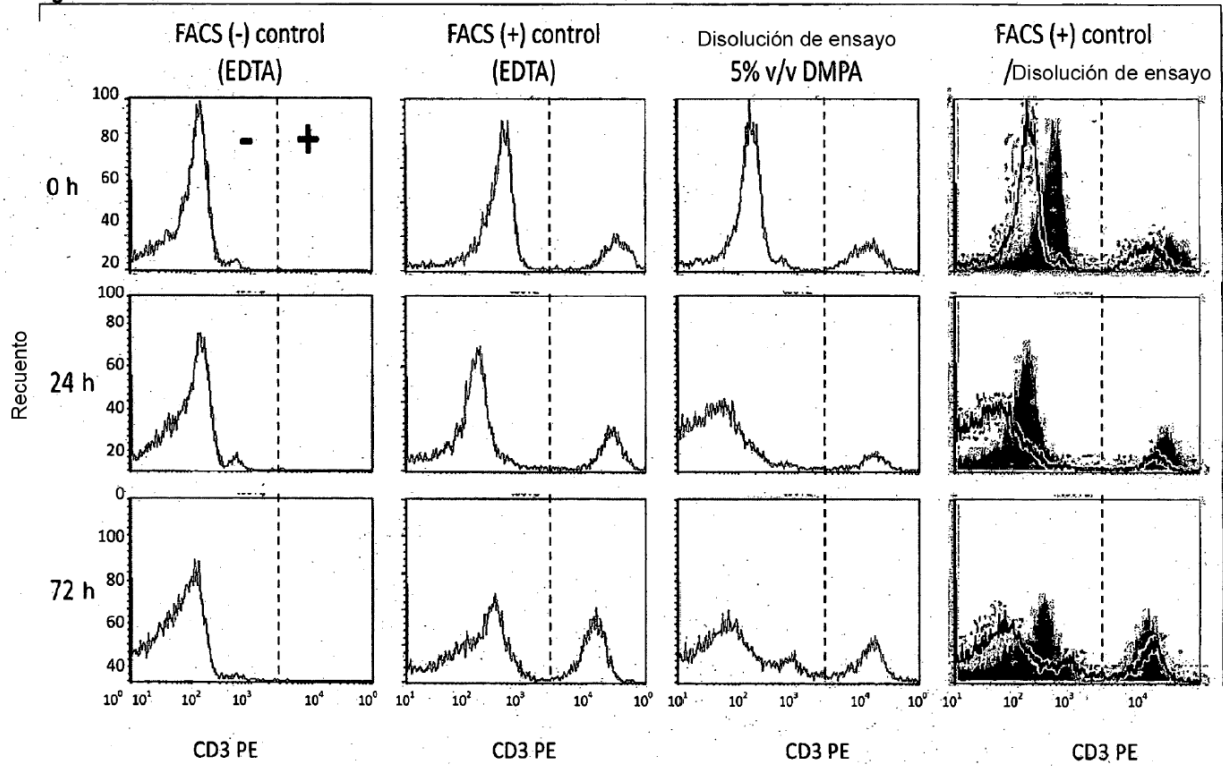 FACS (-) control
(EDTA)
FACS (+) control
(EDTA)
Disolución de ensayo
5% v/v DMPA
FACS (+) control
/Disolución de ensayo
Recuento
0 h
100
80
60
40
20
- +
24 h
100
80
60
40
20
0
72 h
100
80
60
40
10⁰ 10¹ 10² 10³ 10⁴ 10⁰
10¹ 10² 10³ 10⁴ 10⁰
10¹ 10² 10³ 10⁴
10¹ 10² 10³ 10⁴
CD3 PE
CD3 PE
CD3 PE
CD3 PE